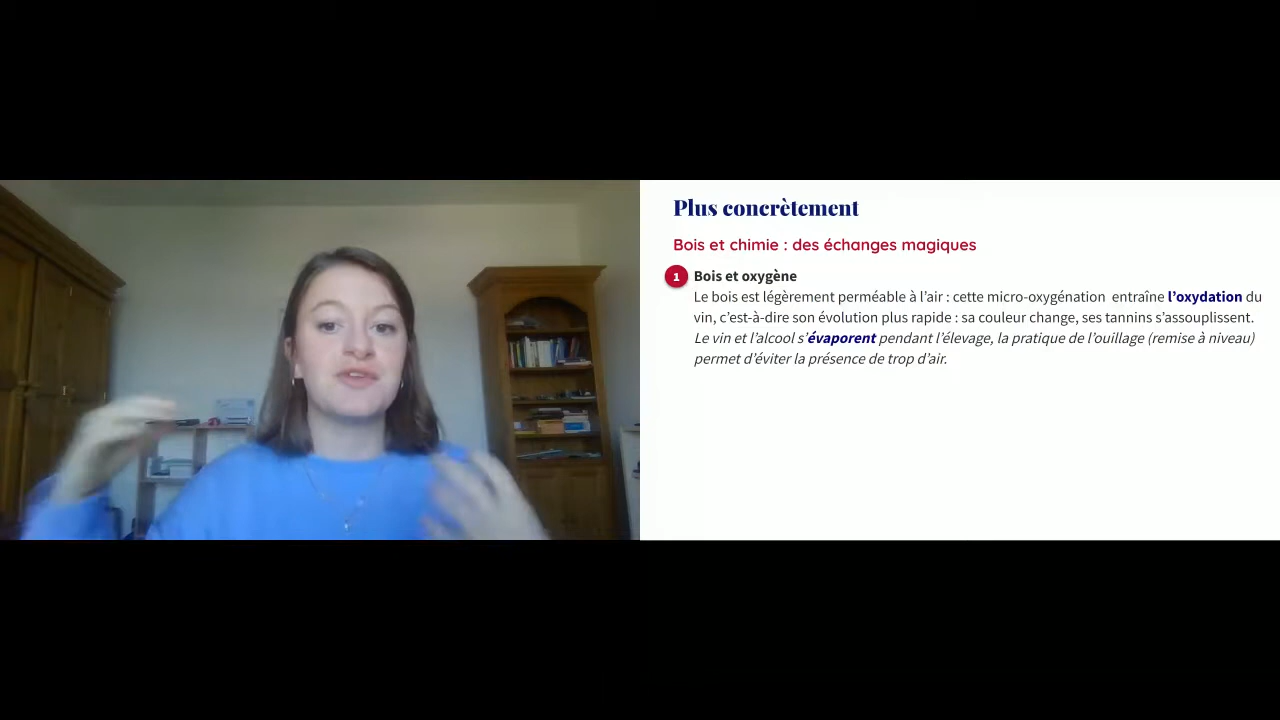 Plus concrètement
Bois et chimie : des échanges magiques
1 Bois et oxygène
Le bois est légèrement perméable à l'air : cette micro-oxygénation entraîne l'oxydation du
vin, c'est-à-dire son évolution plus rapide : sa couleur change, ses tannins s'assouplissent.
Le vin et l'alcool s'évaporent pendant l'élevage, la pratique de l'ouillage (remise à niveau)
permet d'éviter la présence de trop d'air.